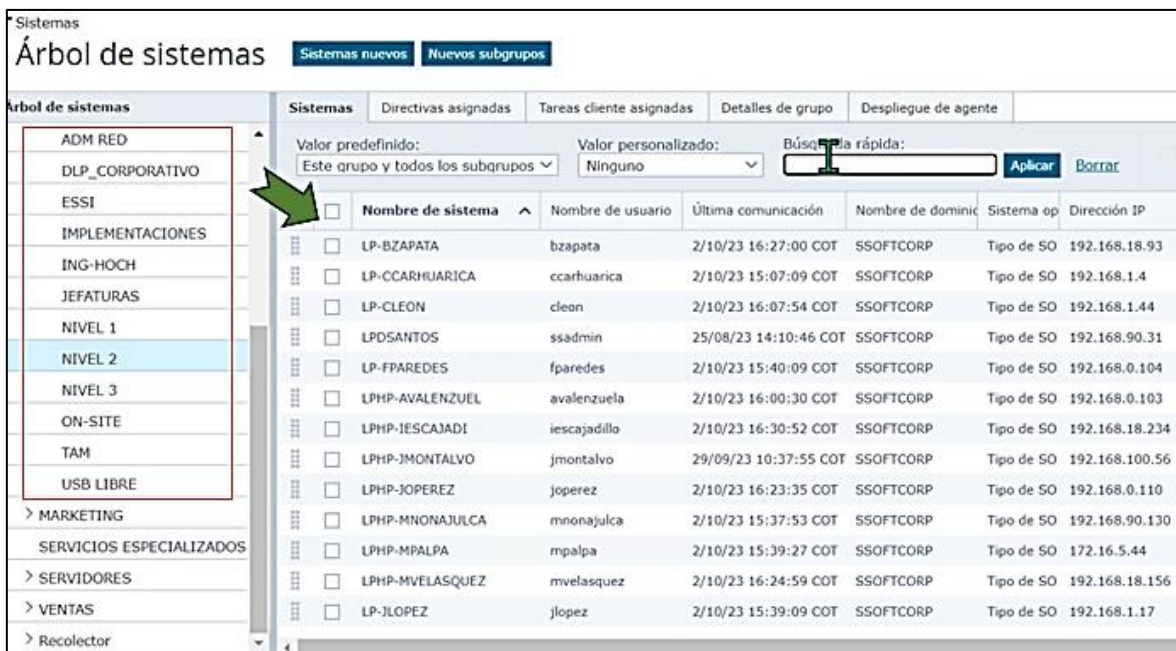 Sistemas
Árbol de sistemas
Sistemas nuevos Nuevos subgrupos
Árbol de sistemas
ADM RED
DLP_CORPORATIVO
ESSI
IMPLEMENTACIONES
ING-HOCH
JEFATURAS
NIVEL 1
NIVEL 2
NIVEL 3
ON-SITE
TAM
USB LIBRE
> MARKETING
SERVICIOS ESPECIALIZADOS
> SERVIDORES
> VENTAS
> Recolector
Sistemas Directivas asignadas Tareas cliente asignadas Detalles de grupo Despliegue de agente
Valor predefinido: Valor personalizado: Búsqueda rápida:
Este grupo y todos los subgrupos Ninguno Aplicar Borrar
Nombre de sistema Nombre de usuario Última comunicación Nombre de dominic Sistema op Dirección IP
LP-BZAPATA bzapata 2/10/23 16:27:00 COT SSOFTCORP Tipo de SO 192.168.18.93
LP-CCARHUARICA ccarhuarica 2/10/23 15:07:09 COT SSOFTCORP Tipo de SO 192.168.1.4
LP-CLEON cleon 2/10/23 16:07:54 COT SSOFTCORP Tipo de SO 192.168.1.44
LPDSANTOS ssadmin 25/08/23 14:10:46 COT SSOFTCORP Tipo de SO 192.168.90.31
LP-FPAREDES fparedes 2/10/23 15:40:09 COT SSOFTCORP Tipo de SO 192.168.0.104
LPHP-AVALENZUEL avalenzuela 2/10/23 16:00:30 COT SSOFTCORP Tipo de SO 192.168.0.103
LPHP-IESCAJADI iescajadillo 2/10/23 16:30:52 COT SSOFTCORP Tipo de SO 192.168.18.234
LPHP-JMONTALVO jmontalvo 29/09/23 10:37:55 COT SSOFTCORP Tipo de SO 192.168.100.56
LPHP-JOPEREZ joperez 2/10/23 16:23:35 COT SSOFTCORP Tipo de SO 192.168.0.110
LPHP-MNONAJULCA mnonajulca 2/10/23 15:37:53 COT SSOFTCORP Tipo de SO 192.168.90.130
LPHP-MPALPA mpalpa 2/10/23 15:39:27 COT SSOFTCORP Tipo de SO 172.16.5.44
LPHP-MVELASQUEZ mvelasquez 2/10/23 16:24:59 COT SSOFTCORP Tipo de SO 192.168.18.156
LP-JLOPEZ jlopez 2/10/23 15:39:09 COT SSOFTCORP Tipo de SO 192.168.1.17